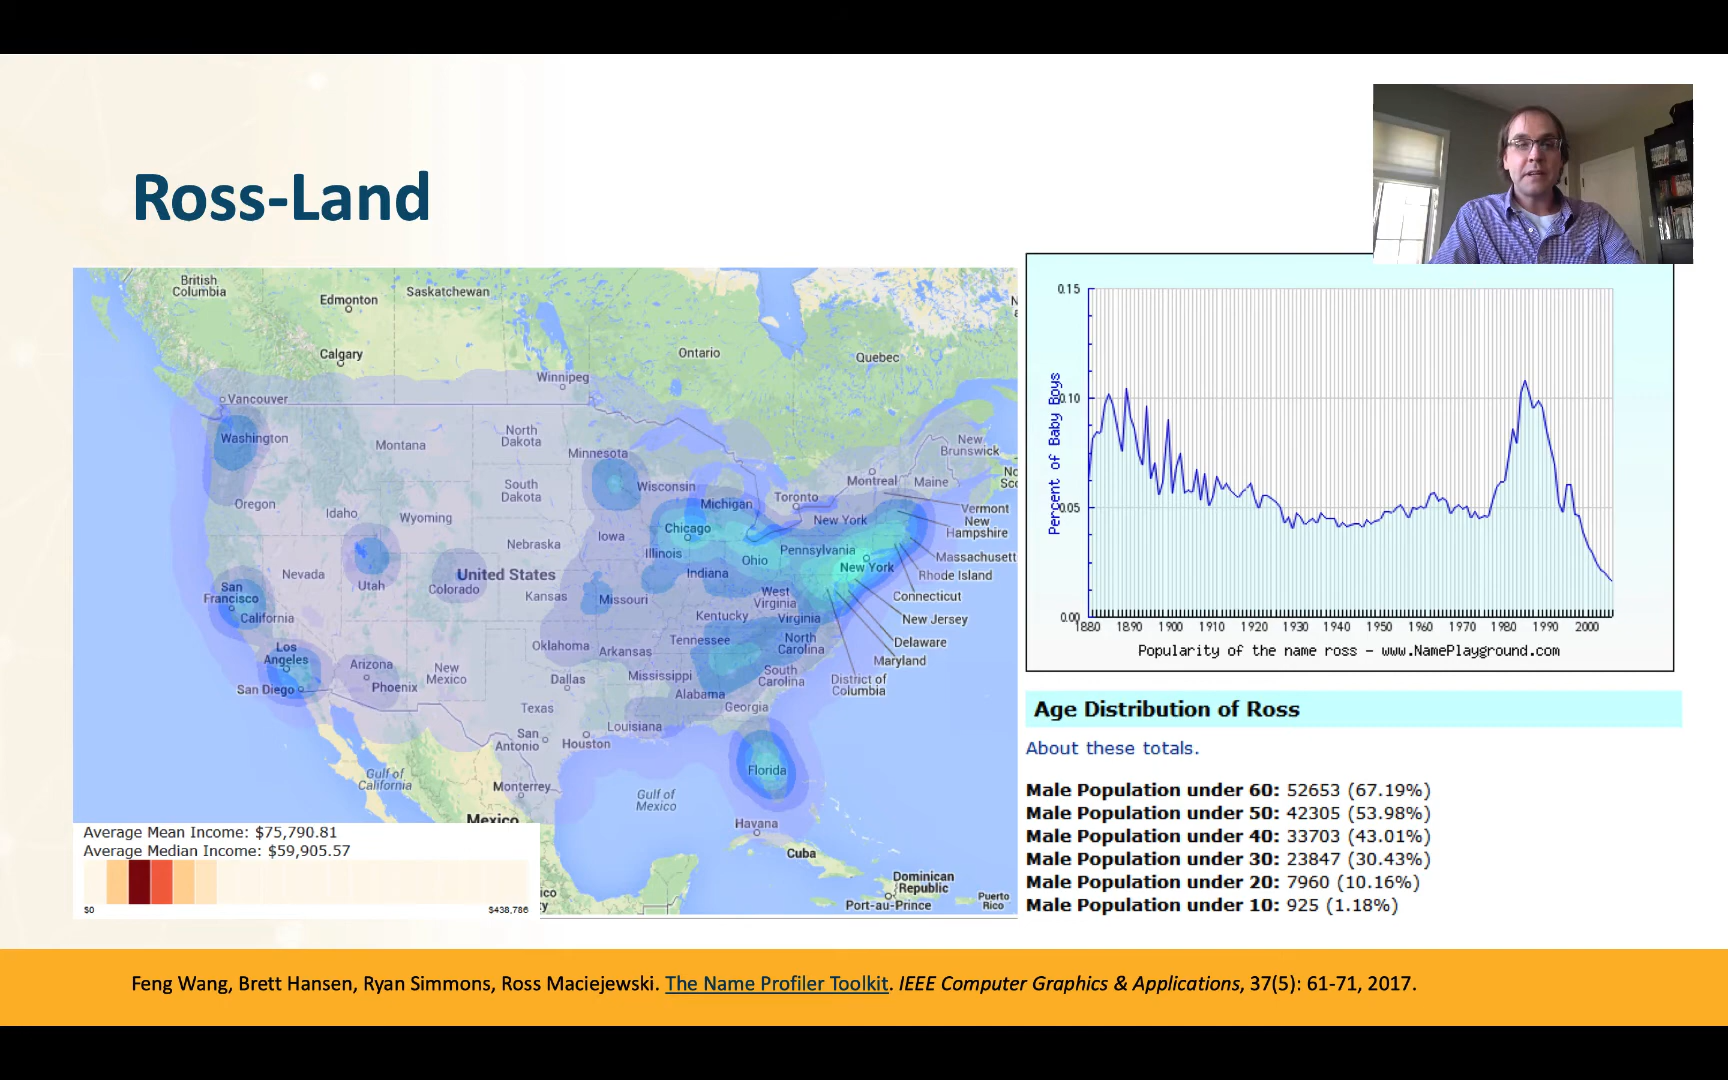 Ross-Land
British
Columbia
Edmonton
Saskatchewan
Calgary
Ontario
Quebec
Winnipeg
Vancouver
Washington
Montana
North
Dakota
Minnesota
New
Brunswick
Oregon
Idaho
Wyoming
South
Dakota
Wisconsin
Michigan
Toronto
Montreal
Maine
Vermont
New
Hampshire
Chicago
New York
Iowa
Nebraska
Illinois
Ohio
Pennsylvania
Massachusett
Rhode Island
Nevada
Utah
Colorado
United States
Indiana
New York
Connecticut
San
Francisco
California
Kansas
Missouri
West
Virginia
Kentucky
Virginia
New Jersey
Delaware
Maryland
Los
Angeles
San Diego
Arizona
Phoenix
New
Mexico
Oklahoma
Arkansas
Tennessee
North
Carolina
South
Carolina
District of
Columbia
Dallas
Mississippi
Alabama
Georgia
Texas
Louisiana
San
Antonio
Houston
Florida
Gulf of
California
Monterrey
Gulf of
Mexico
Mexico
Havana
Cuba
Dominican
Republic
Port-au-Prince
Puerto
Rico
Average Mean Income: $75,790.81
Average Median Income: $59,905.57
$0 $438,786
0.15
0.10
0.05
0.00
Percent of Baby Boys
1880 1890 1900 1910 1920 1930 1940 1950 1960 1970 1980 1990 2000
Popularity of the name ross - www.NamePlayground.com
Age Distribution of Ross
About these totals.
Male Population under 60: 52653 (67.19%)
Male Population under 50: 42305 (53.98%)
Male Population under 40: 33703 (43.01%)
Male Population under 30: 23847 (30.43%)
Male Population under 20: 7960 (10.16%)
Male Population under 10: 925 (1.18%)
Feng Wang, Brett Hansen, Ryan Simmons, Ross Maciejewski. The Name Profiler Toolkit. IEEE Computer Graphics & Applications, 37(5): 61-71, 2017.